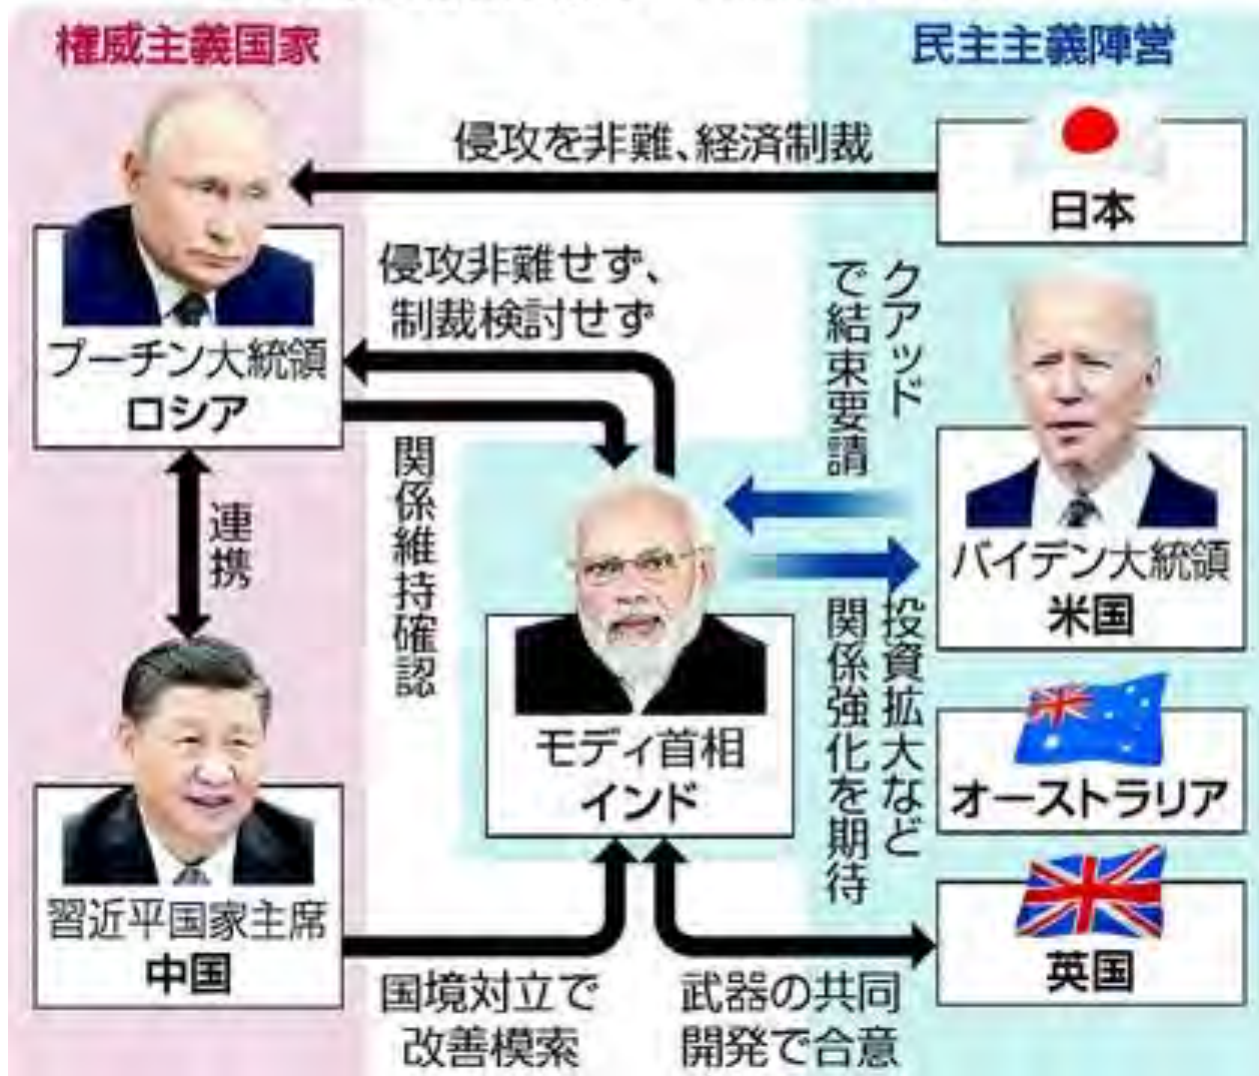 権威主義国家
民主主義陣営
侵攻を非難、経済制裁
日本
侵攻非難せず、
制裁検討せず
プーチン大統領
ロシア
クアッド
で結束要請
バイデン大統領
米国
関係維持確認
連携
投資拡大など
関係強化を期待
モディ首相
インド
オーストラリア
習近平国家主席
中国
英国
国境対立で
改善模索
武器の共同
開発で合意